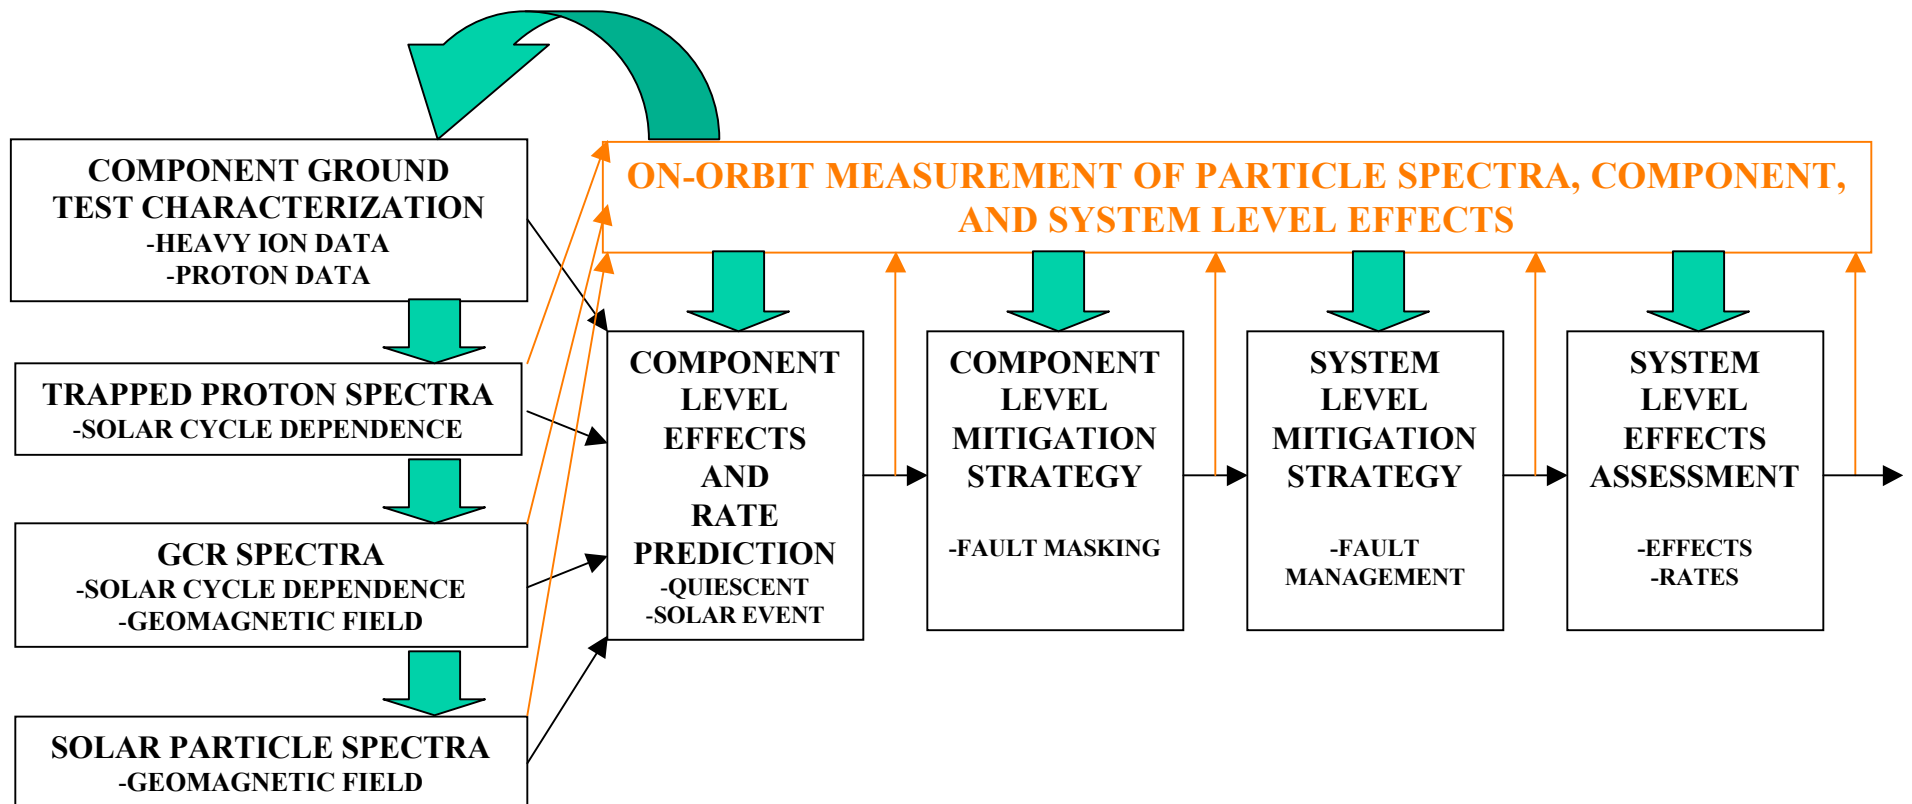 COMPONENT GROUND
TEST CHARACTERIZATION
-HEAVY ION DATA
-PROTON DATA
TRAPPED PROTON SPECTRA
-SOLAR CYCLE DEPENDENCE
GCR SPECTRA
-SOLAR CYCLE DEPENDENCE
-GEOMAGNETIC FIELD
SOLAR PARTICLE SPECTRA
-GEOMAGNETIC FIELD
ON-ORBIT MEASUREMENT OF PARTICLE SPECTRA, COMPONENT,
AND SYSTEM LEVEL EFFECTS
COMPONENT
LEVEL
EFFECTS
AND
RATE
PREDICTION
-QUIESCENT
-SOLAR EVENT
COMPONENT
LEVEL
MITIGATION
STRATEGY
-FAULT MASKING
SYSTEM
LEVEL
MITIGATION
STRATEGY
-FAULT
MANAGEMENT
SYSTEM
LEVEL
EFFECTS
ASSESSMENT
-EFFECTS
-RATES